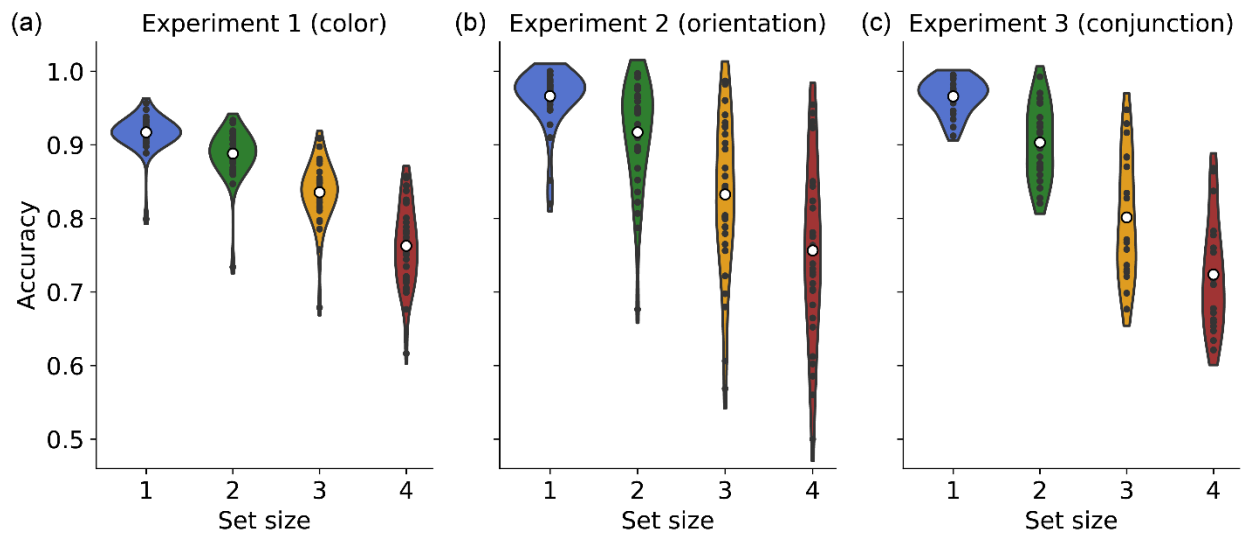 (a) Experiment 1 (color)
(b) Experiment 2 (orientation)
(c) Experiment 3 (conjunction)
Accuracy
1.0
0.9
0.8
0.7
0.6
0.5
1 2 3 4
Set size
1 2 3 4
Set size
1 2 3 4
Set size